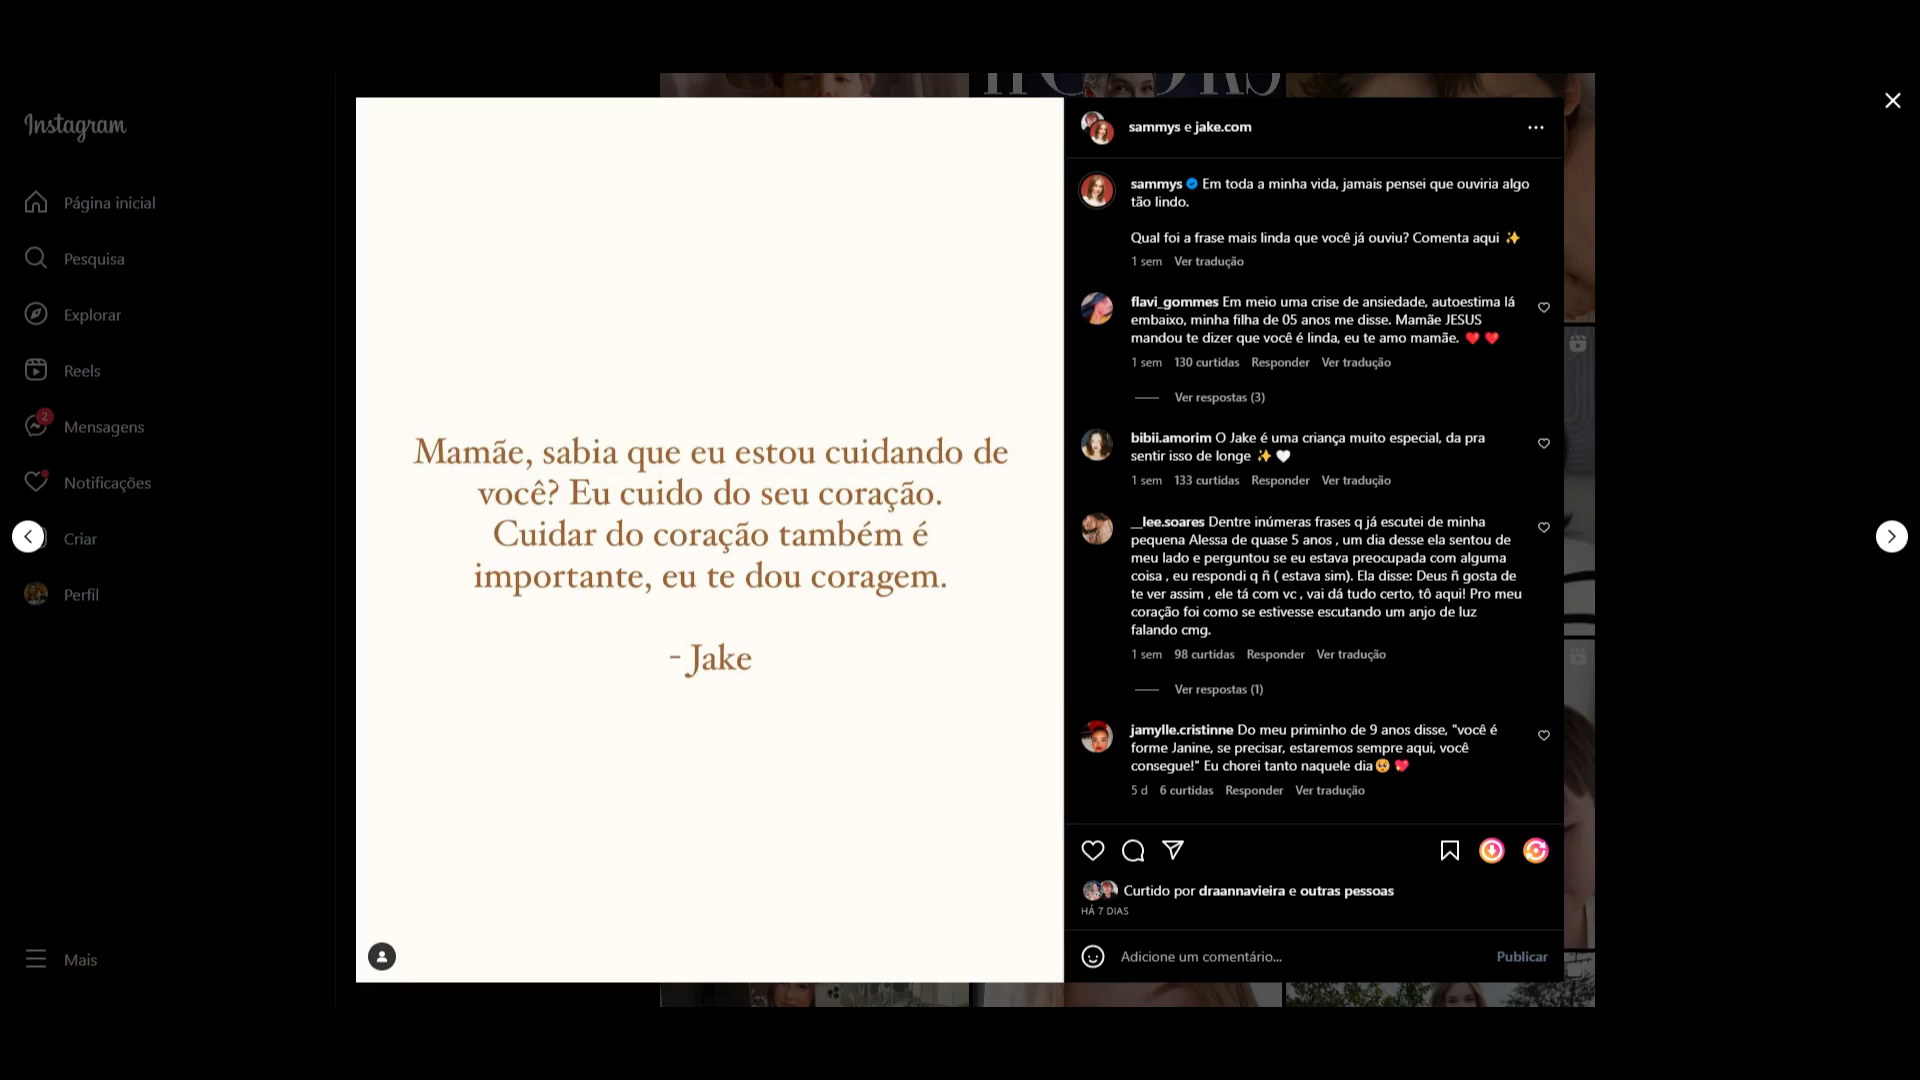 Instagram
Página inicial
Pesquisa
Explorar
Reels
2
Mensagens
Notificações
Criar
Perfil
Mais
Mamãe, sabia que eu estou cuidando de
você? Eu cuido do seu coração.
Cuidar do coração também é
importante, eu te dou coragem.
- Jake
sammys e jake.com
sammys Em toda a minha vida, jamais pensei que ouviria algo
tão lindo.
Qual foi a frase mais linda que você já ouviu? Comenta aqui ✨
1 sem Ver tradução
flavi_gommes Em meio uma crise de ansiedade, autoestima lá
embaixo, minha filha de 05 anos me disse. Mamãe JESUS
mandou te dizer que você é linda, eu te amo mamãe. ❤️ ❤️
1 sem 130 curtidas Responder Ver tradução
Ver respostas (3)
bibii.amorim O Jake é uma criança muito especial, da pra
sentir isso de longe ✨ 🤍
1 sem 133 curtidas Responder Ver tradução
__lee.soares Dentre inúmeras frases q já escutei de minha
pequena Alessa de quase 5 anos , um dia desse ela sentou de
meu lado e perguntou se eu estava preocupada com alguma
coisa , eu respondi q ñ ( estava sim). Ela disse: Deus ñ gosta de
te ver assim , ele tá com vc , vai dá tudo certo, tô aqui! Pro meu
coração foi como se estivesse escutando um anjo de luz
falando cmg.
1 sem 98 curtidas Responder Ver tradução
Ver respostas (1)
jamylle.cristinne Do meu priminho de 9 anos disse, "você é
forme Janine, se precisar, estaremos sempre aqui, você
consegue!" Eu chorei tanto naquele dia🥺 💖
5 d 6 curtidas Responder Ver tradução
Curtido por draannavieira e outras pessoas
HÁ 7 DIAS
Adicione um comentário...
Publicar